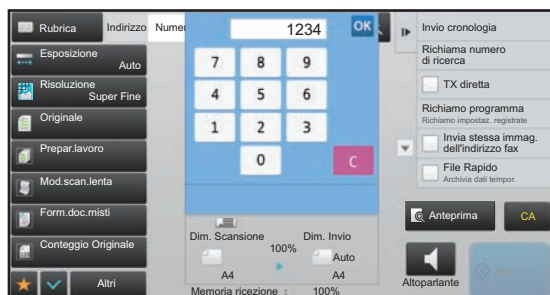 Rubrica
Indirizzo
Nume
1234
OK
Esposizione
Auto
Risoluzione
Super Fine
Originale
Prepar.lavoro
Mod.scan.lenta
Form.doc.misti
Conteggio Originale
Altri
7 8 9
4 5 6
1 2 3
0 C
Dim. Scansione
100%
Dim. Invio
Auto
A4
A4
Memoria ricezione : 100%
Invio cronologia
Richiama numero
di ricerca
TX diretta
Richiamo programma
Richiamo impostaz. registrate
Invia stessa immag.
dell'indirizzo fax
File Rapido
Archivia dati tempor.
Anteprima
CA
Altoparlante